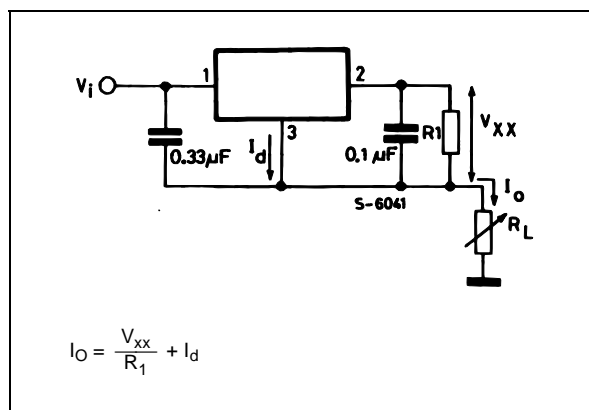 Vi
1
2
3
Id
0.33µF
0.1µF
R1
VXX
Io
S-6041
RL
IO = Vxx / R1 + Id